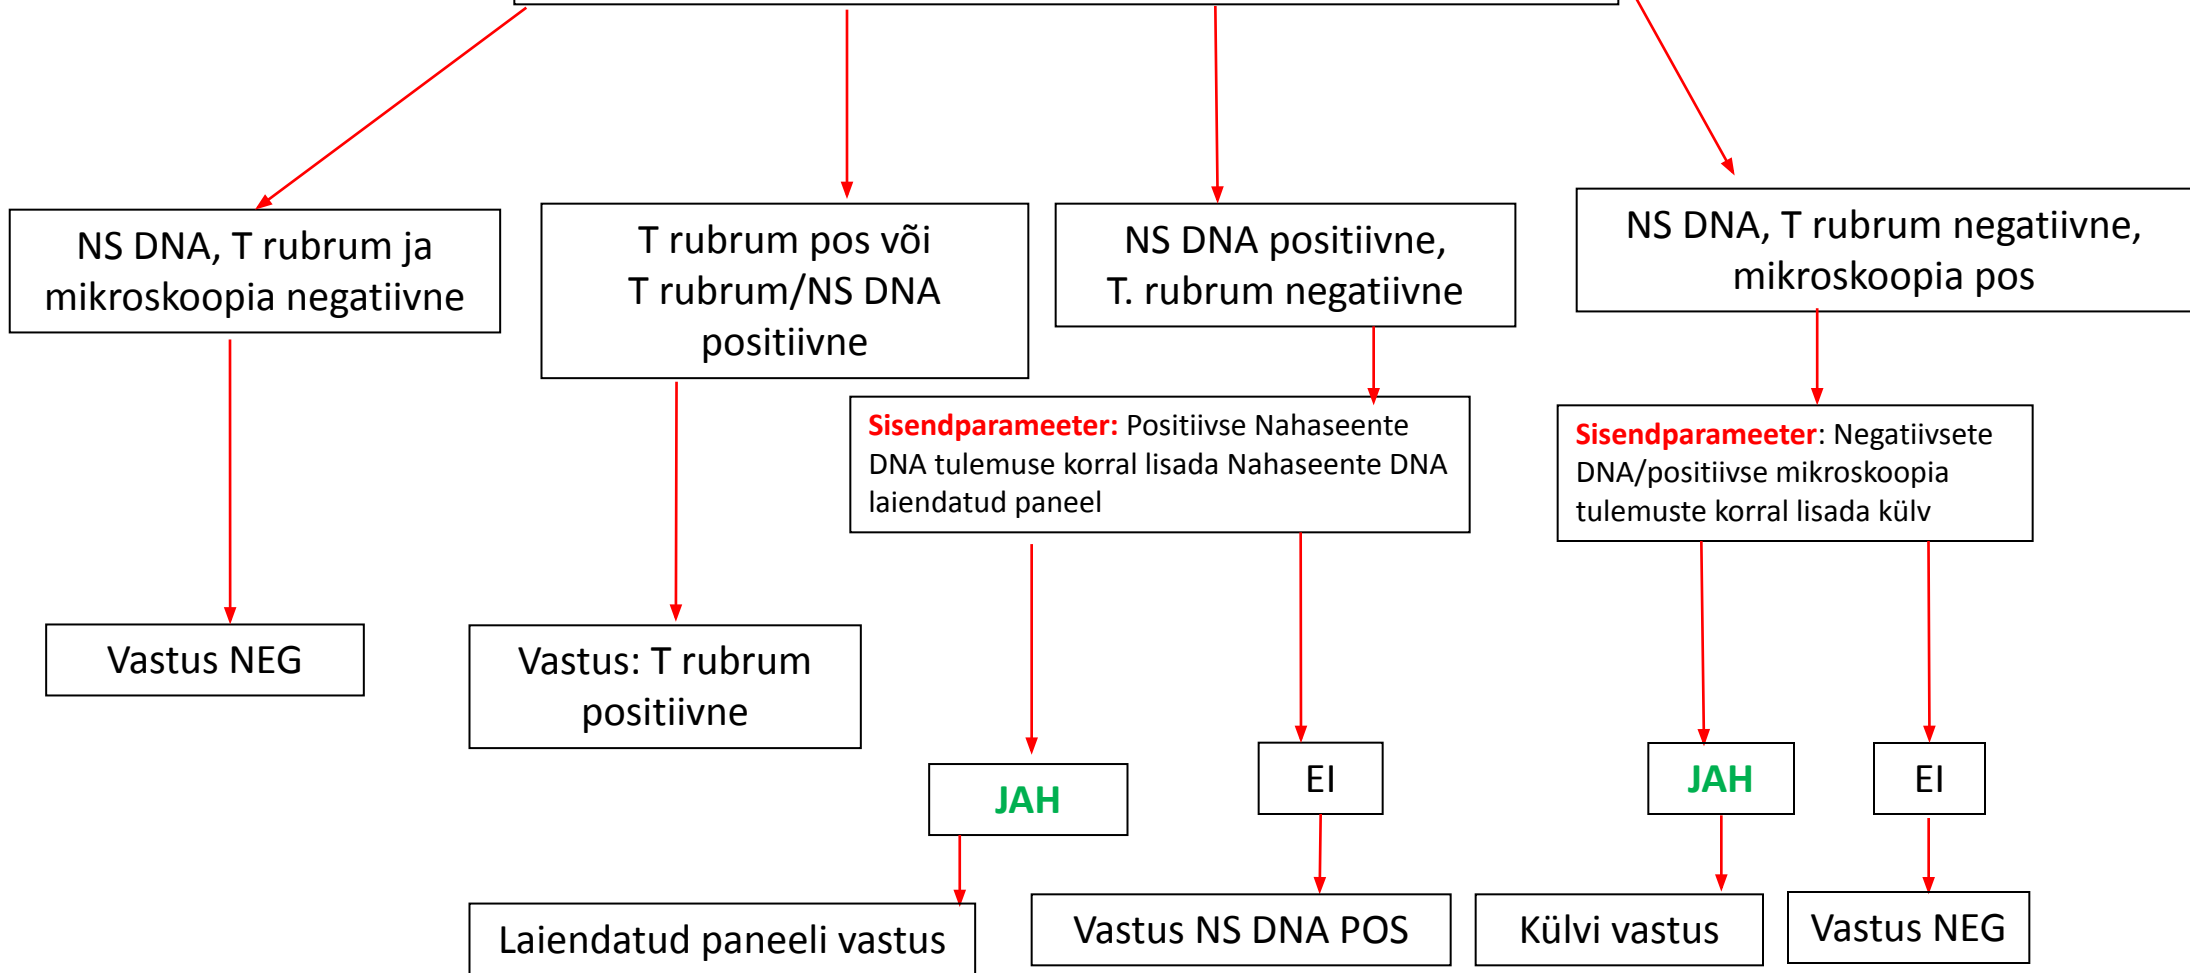 NS DNA, T rubrum ja
mikroskoopia negatiivne
T rubrum pos või
T rubrum/NS DNA
positiivne
NS DNA positiivne,
T. rubrum negatiivne
NS DNA, T rubrum negatiivne,
mikroskoopia pos
Sisendparameeter: Positiivse Nahaseente
DNA tulemuse korral lisada Nahaseente DNA
laiendatud paneel
Sisendparameeter: Negatiivsete
DNA/positiivse mikroskoopia
tulemuste korral lisada külv
Vastus NEG
Vastus: T rubrum
positiivne
JAH
EI
JAH
EI
Laiendatud paneeli vastus
Vastus NS DNA POS
Külvi vastus
Vastus NEG